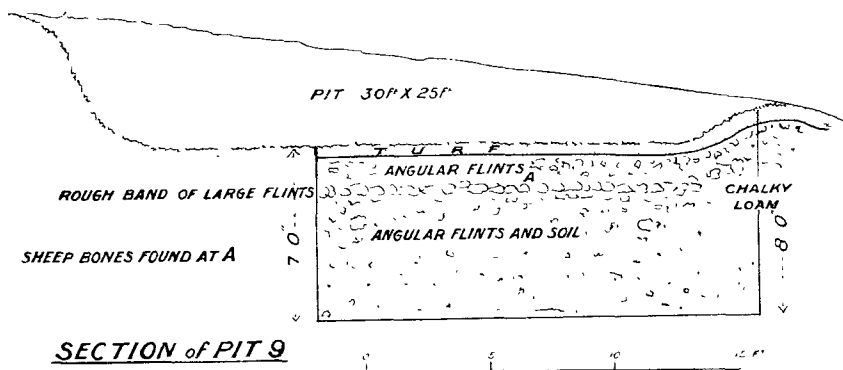 PIT 30ft X 25ft
TURF
ANGULAR FLINTS
A
ROUGH BAND OF LARGE FLINTS
CHALKY
LOAM
ANGULAR FLINTS AND SOIL
7' 0"
8' 0"
SHEEP BONES FOUND AT A
SECTION of PIT 9
0 5 10 15 FT